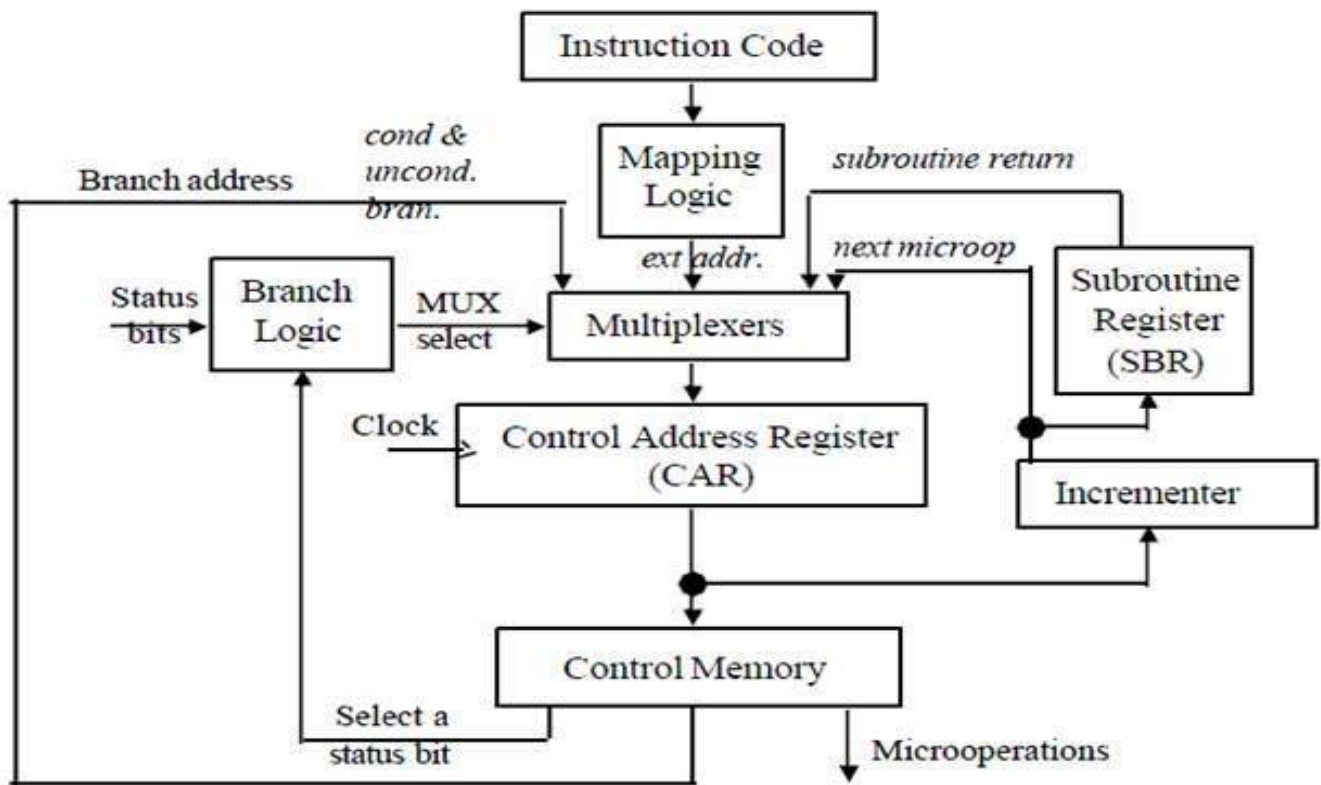 Instruction Code
cond &
uncond.
bran.
Branch address
Mapping
Logic
subroutine return
ext addr.
next microop
Status
bits
Branch
Logic
MUX
select
Multiplexers
Subroutine
Register
(SBR)
Clock
Control Address Register
(CAR)
Incrementer
Control Memory
Select a
status bit
Microoperations